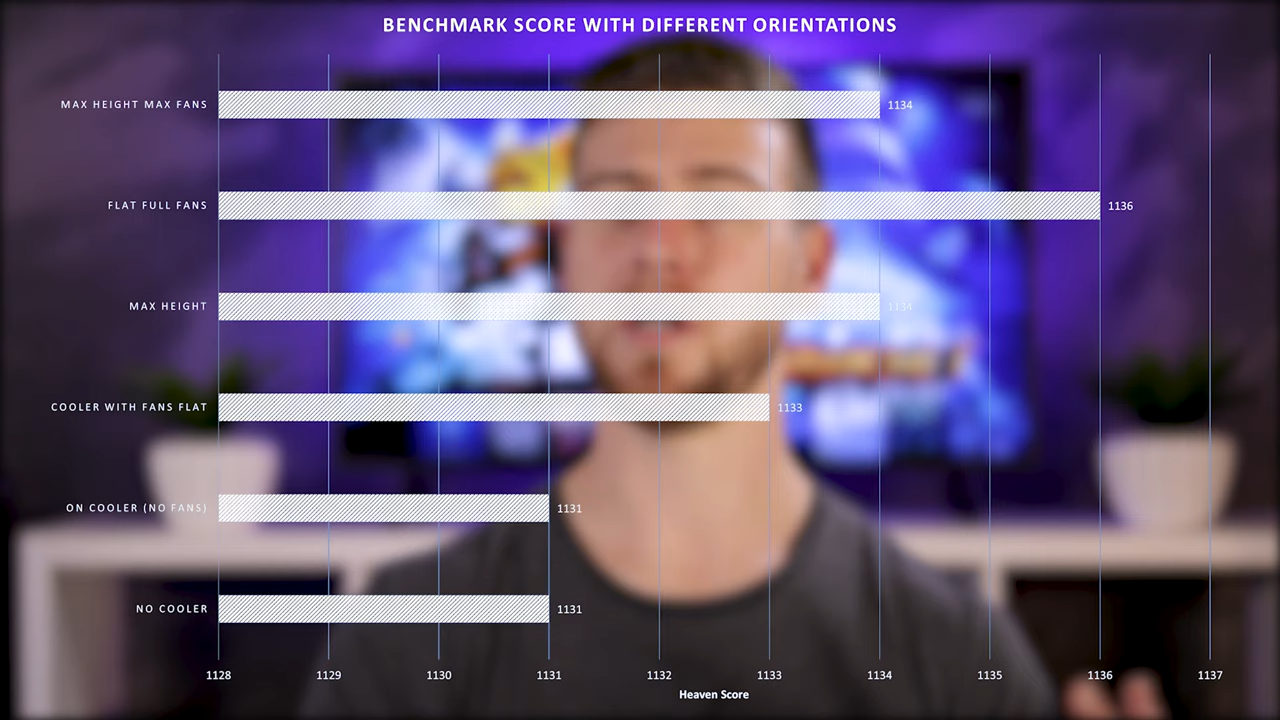 BENCHMARK SCORE WITH DIFFERENT ORIENTATIONS
MAX HEIGHT MAX FANS 1134
FLAT FULL FANS 1136
MAX HEIGHT 1134
COOLER WITH FANS FLAT 1133
ON COOLER (NO FANS) 1131
NO COOLER 1131
1128 1129 1130 1131 1132 1133 1134 1135 1136 1137
Heaven Score